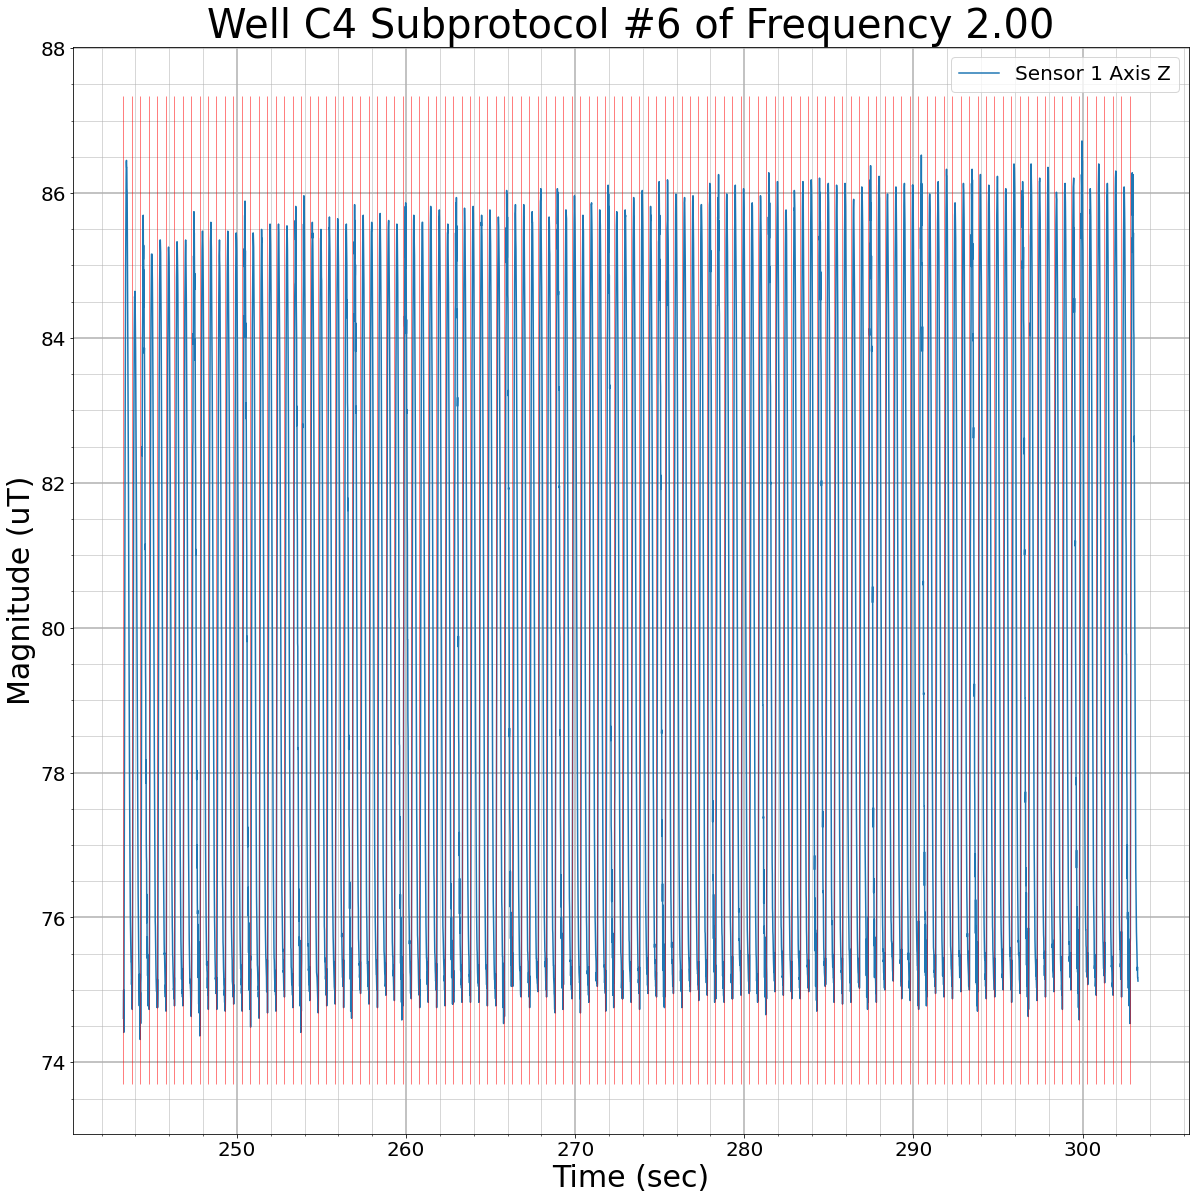 Well C4 Subprotocol #6 of Frequency 2.00
Sensor 1 Axis Z
88
86
84
82
80
78
76
74
Magnitude (uT)
250 260 270 280 290 300
Time (sec)